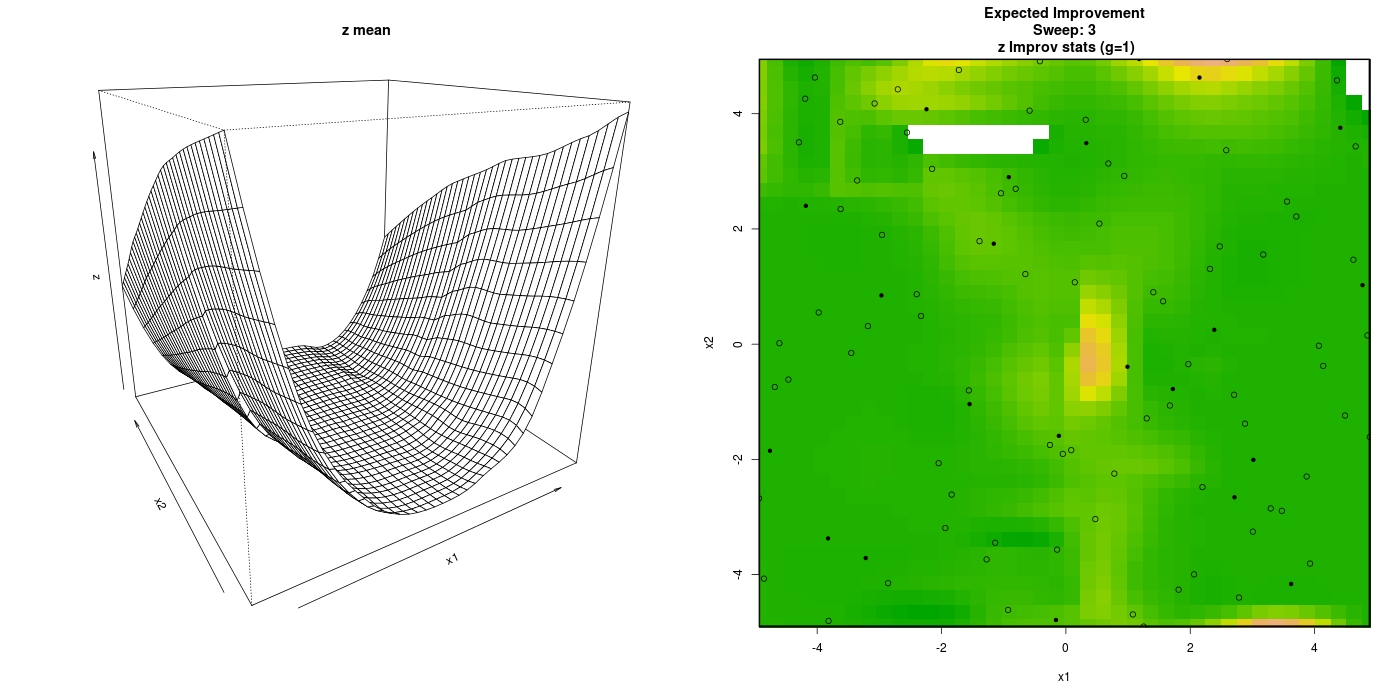 z mean
z
x2
x1
Expected Improvement
Sweep: 3
z Improv stats (g=1)
4
2
0
-2
-4
x2
-4
-2
0
2
4
x1